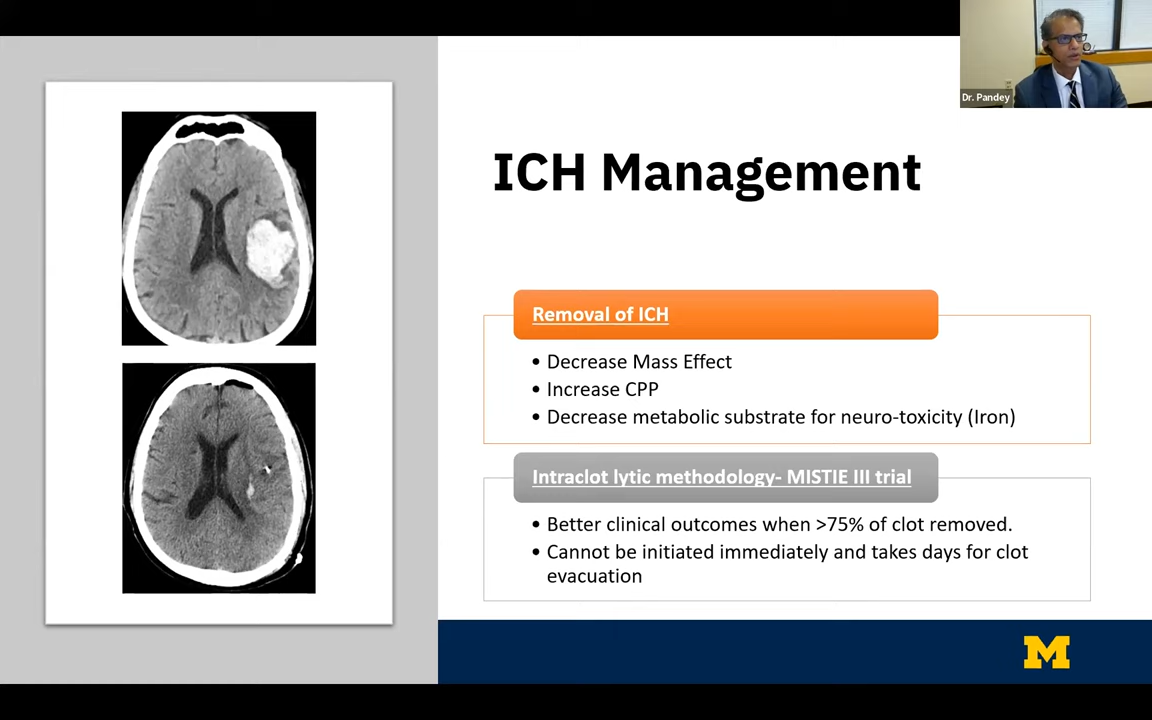 Dr. Pandey
ICH Management
Removal of ICH
• Decrease Mass Effect
• Increase CPP
• Decrease metabolic substrate for neuro-toxicity (Iron)
Intraclot lytic methodology- MISTIE III trial
• Better clinical outcomes when >75% of clot removed.
• Cannot be initiated immediately and takes days for clot
evacuation
M